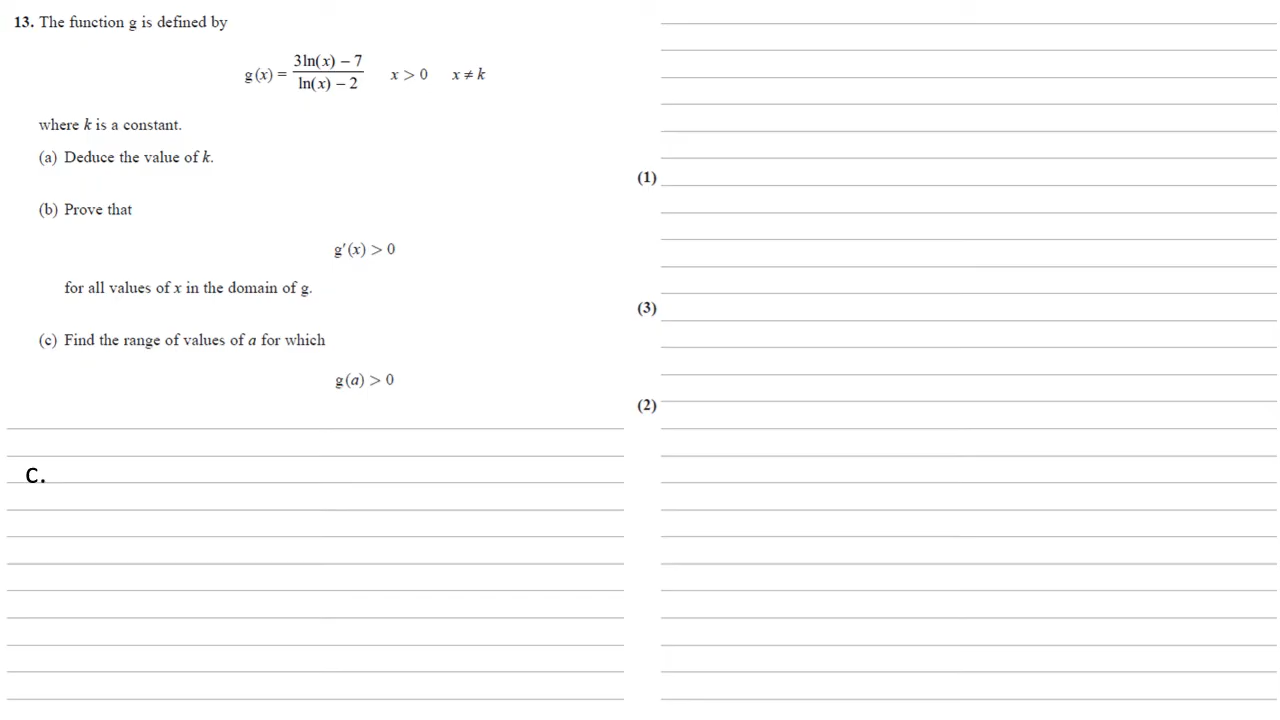 13. The function g is defined by
g(x) = (3ln(x) − 7)/(ln(x) − 2)  x > 0  x ≠ k
where k is a constant.
(a) Deduce the value of k.
(1)
(b) Prove that
g′(x) > 0
for all values of x in the domain of g.
(3)
(c) Find the range of values of a for which
g(a) > 0
(2)
c.